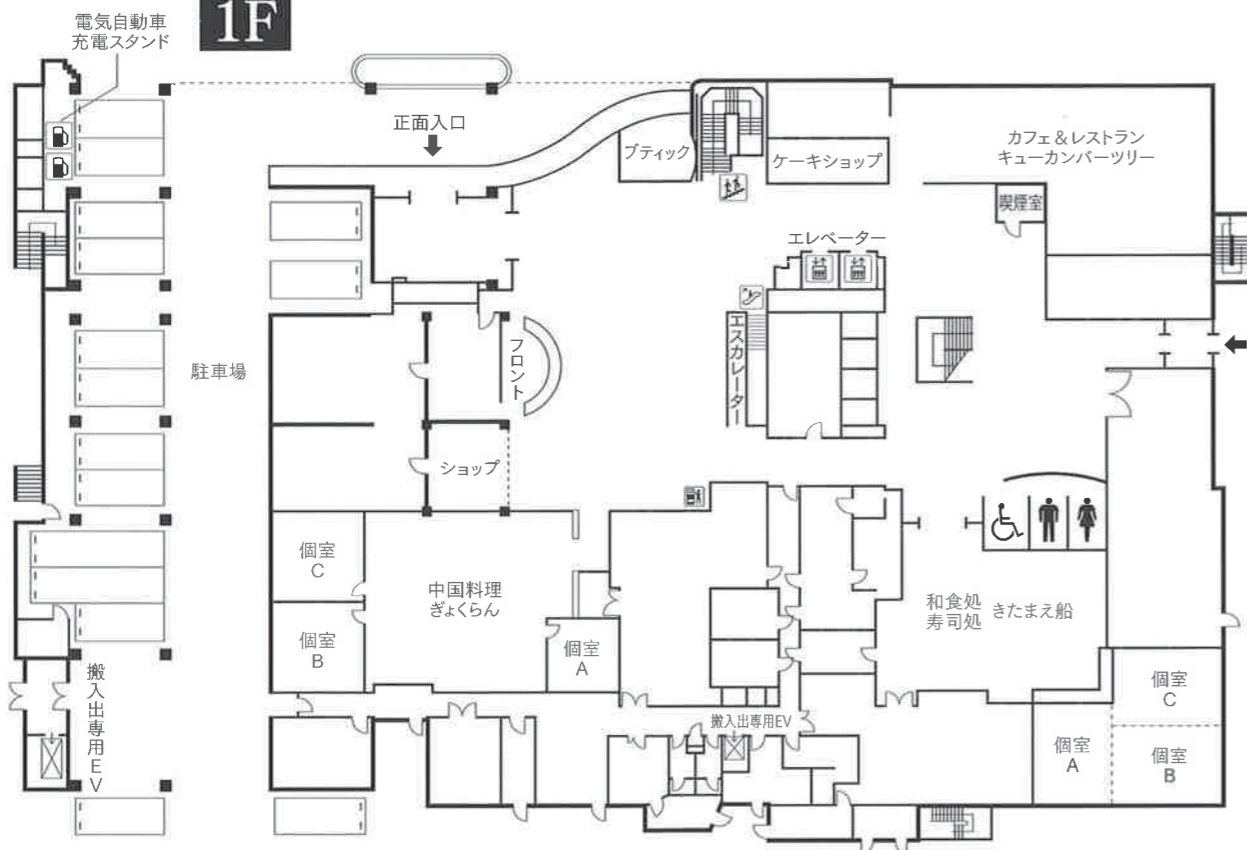 1F
電気自動車
充電スタンド
正面入口
ブティック
ケーキショップ
カフェ＆レストラン
キューカンバーツリー
喫煙室
エレベーター
エスカレーター
フロント
駐車場
ショップ
個室
C
個室
B
中国料理
ぎょくらん
個室
A
和食処
寿司処
きたまえ船
個室
C
個室
A
個室
B
搬入出専用EV
搬入出専用EV